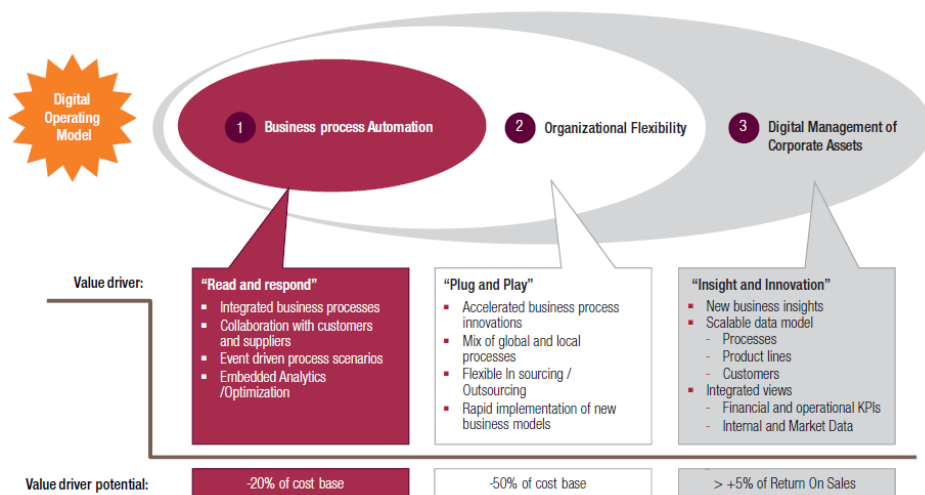 Digital
Operating
Model
1 Business process Automation
2 Organizational Flexibility
3 Digital Management of
Corporate Assets
Value driver:
“Read and respond”
▪ Integrated business processes
▪ Collaboration with customers
and suppliers
▪ Event driven process scenarios
▪ Embedded Analytics
/Optimization
“Plug and Play”
▪ Accelerated business process
innovations
▪ Mix of global and local
processes
▪ Flexible In sourcing /
Outsourcing
▪ Rapid implementation of new
business models
“Insight and Innovation”
▪ New business insights
▪ Scalable data model
- Processes
- Product lines
- Customers
▪ Integrated views
- Financial and operational KPIs
- Internal and Market Data
Value driver potential:
-20% of cost base
-50% of cost base
> +5% of Return On Sales